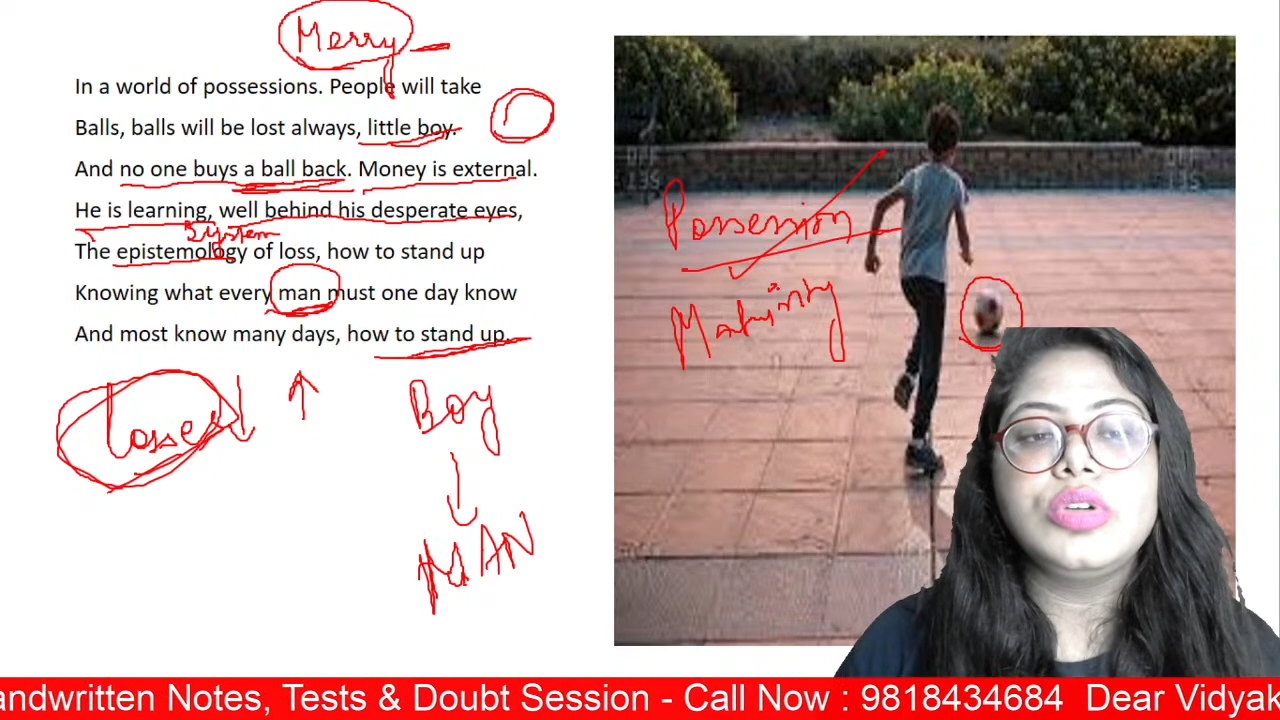 Merry
In a world of possessions. People will take
Balls, balls will be lost always, little boy.
And no one buys a ball back. Money is external.
He is learning, well behind his desperate eyes,
System
The epistemology of loss, how to stand up
Knowing what every man must one day know
And most know many days, how to stand up.
Boy
MAN
Possession
andwritten Notes, Tests & Doubt Session - Call Now : 9818434684 Dear Vidyak